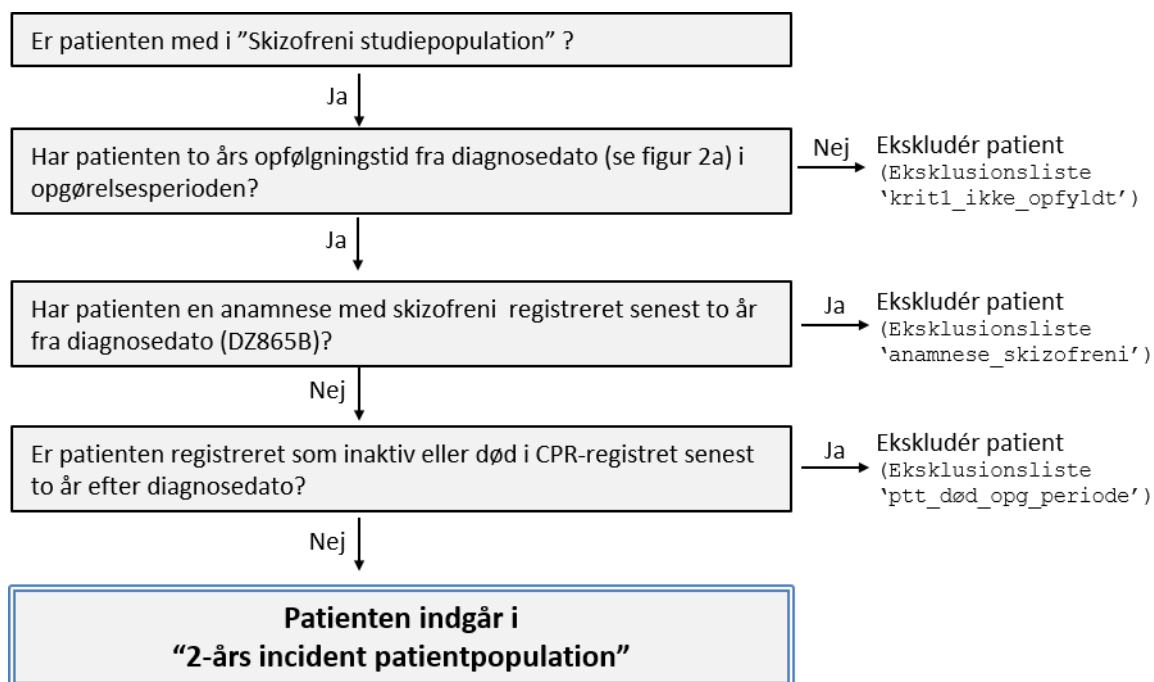 Er patienten med i ”Skizofreni studiepopulation” ?
Ja
Har patienten to års opfølgningstid fra diagnosedato (se figur 2a) i
opgørelsesperioden?
Nej
Ekskludér patient
(Eksklusionsliste
‘krit1_ikke_opfyldt’)
Ja
Har patienten en anamnese med skizofreni registreret senest to år
fra diagnosedato (DZ865B)?
Ja
Ekskludér patient
(Eksklusionsliste
‘anamnese_skizofreni’)
Nej
Er patienten registreret som inaktiv eller død i CPR-registret senest
to år efter diagnosedato?
Ja
Ekskludér patient
(Eksklusionsliste
‘ptt_død_opg_periode’)
Nej
Patienten indgår i
“2-års incident patientpopulation”